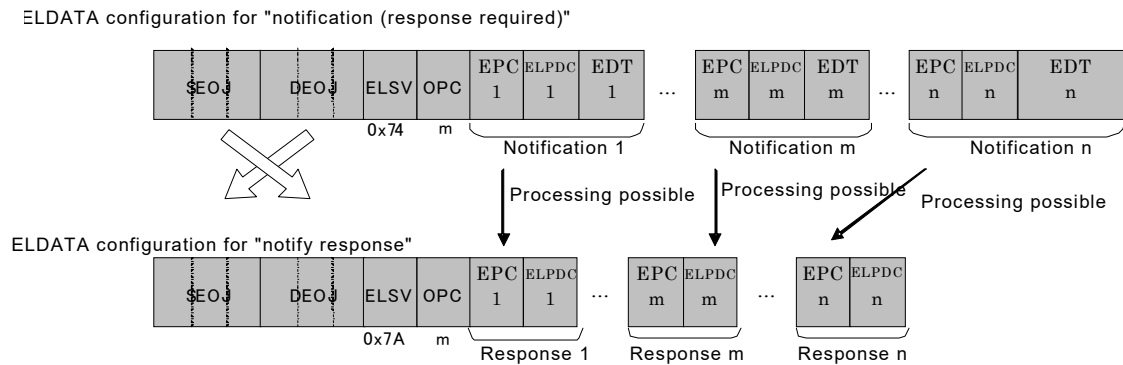 ELDATA configuration for "notification (response required)"
SEOJ DEOJ ELSV OPC EPC 1 ELPDC 1 EDT 1 ... EPC m ELPDC m EDT m ... EPC n ELPDC n EDT n
0x74 m Notification 1 Notification m Notification n
Processing possible Processing possible Processing possible
ELDATA configuration for "notify response"
SEOJ DEOJ ELSV OPC EPC 1 ELPDC 1 ... EPC m ELPDC m ... EPC n ELPDC n
0x7A m Response 1 Response m Response n